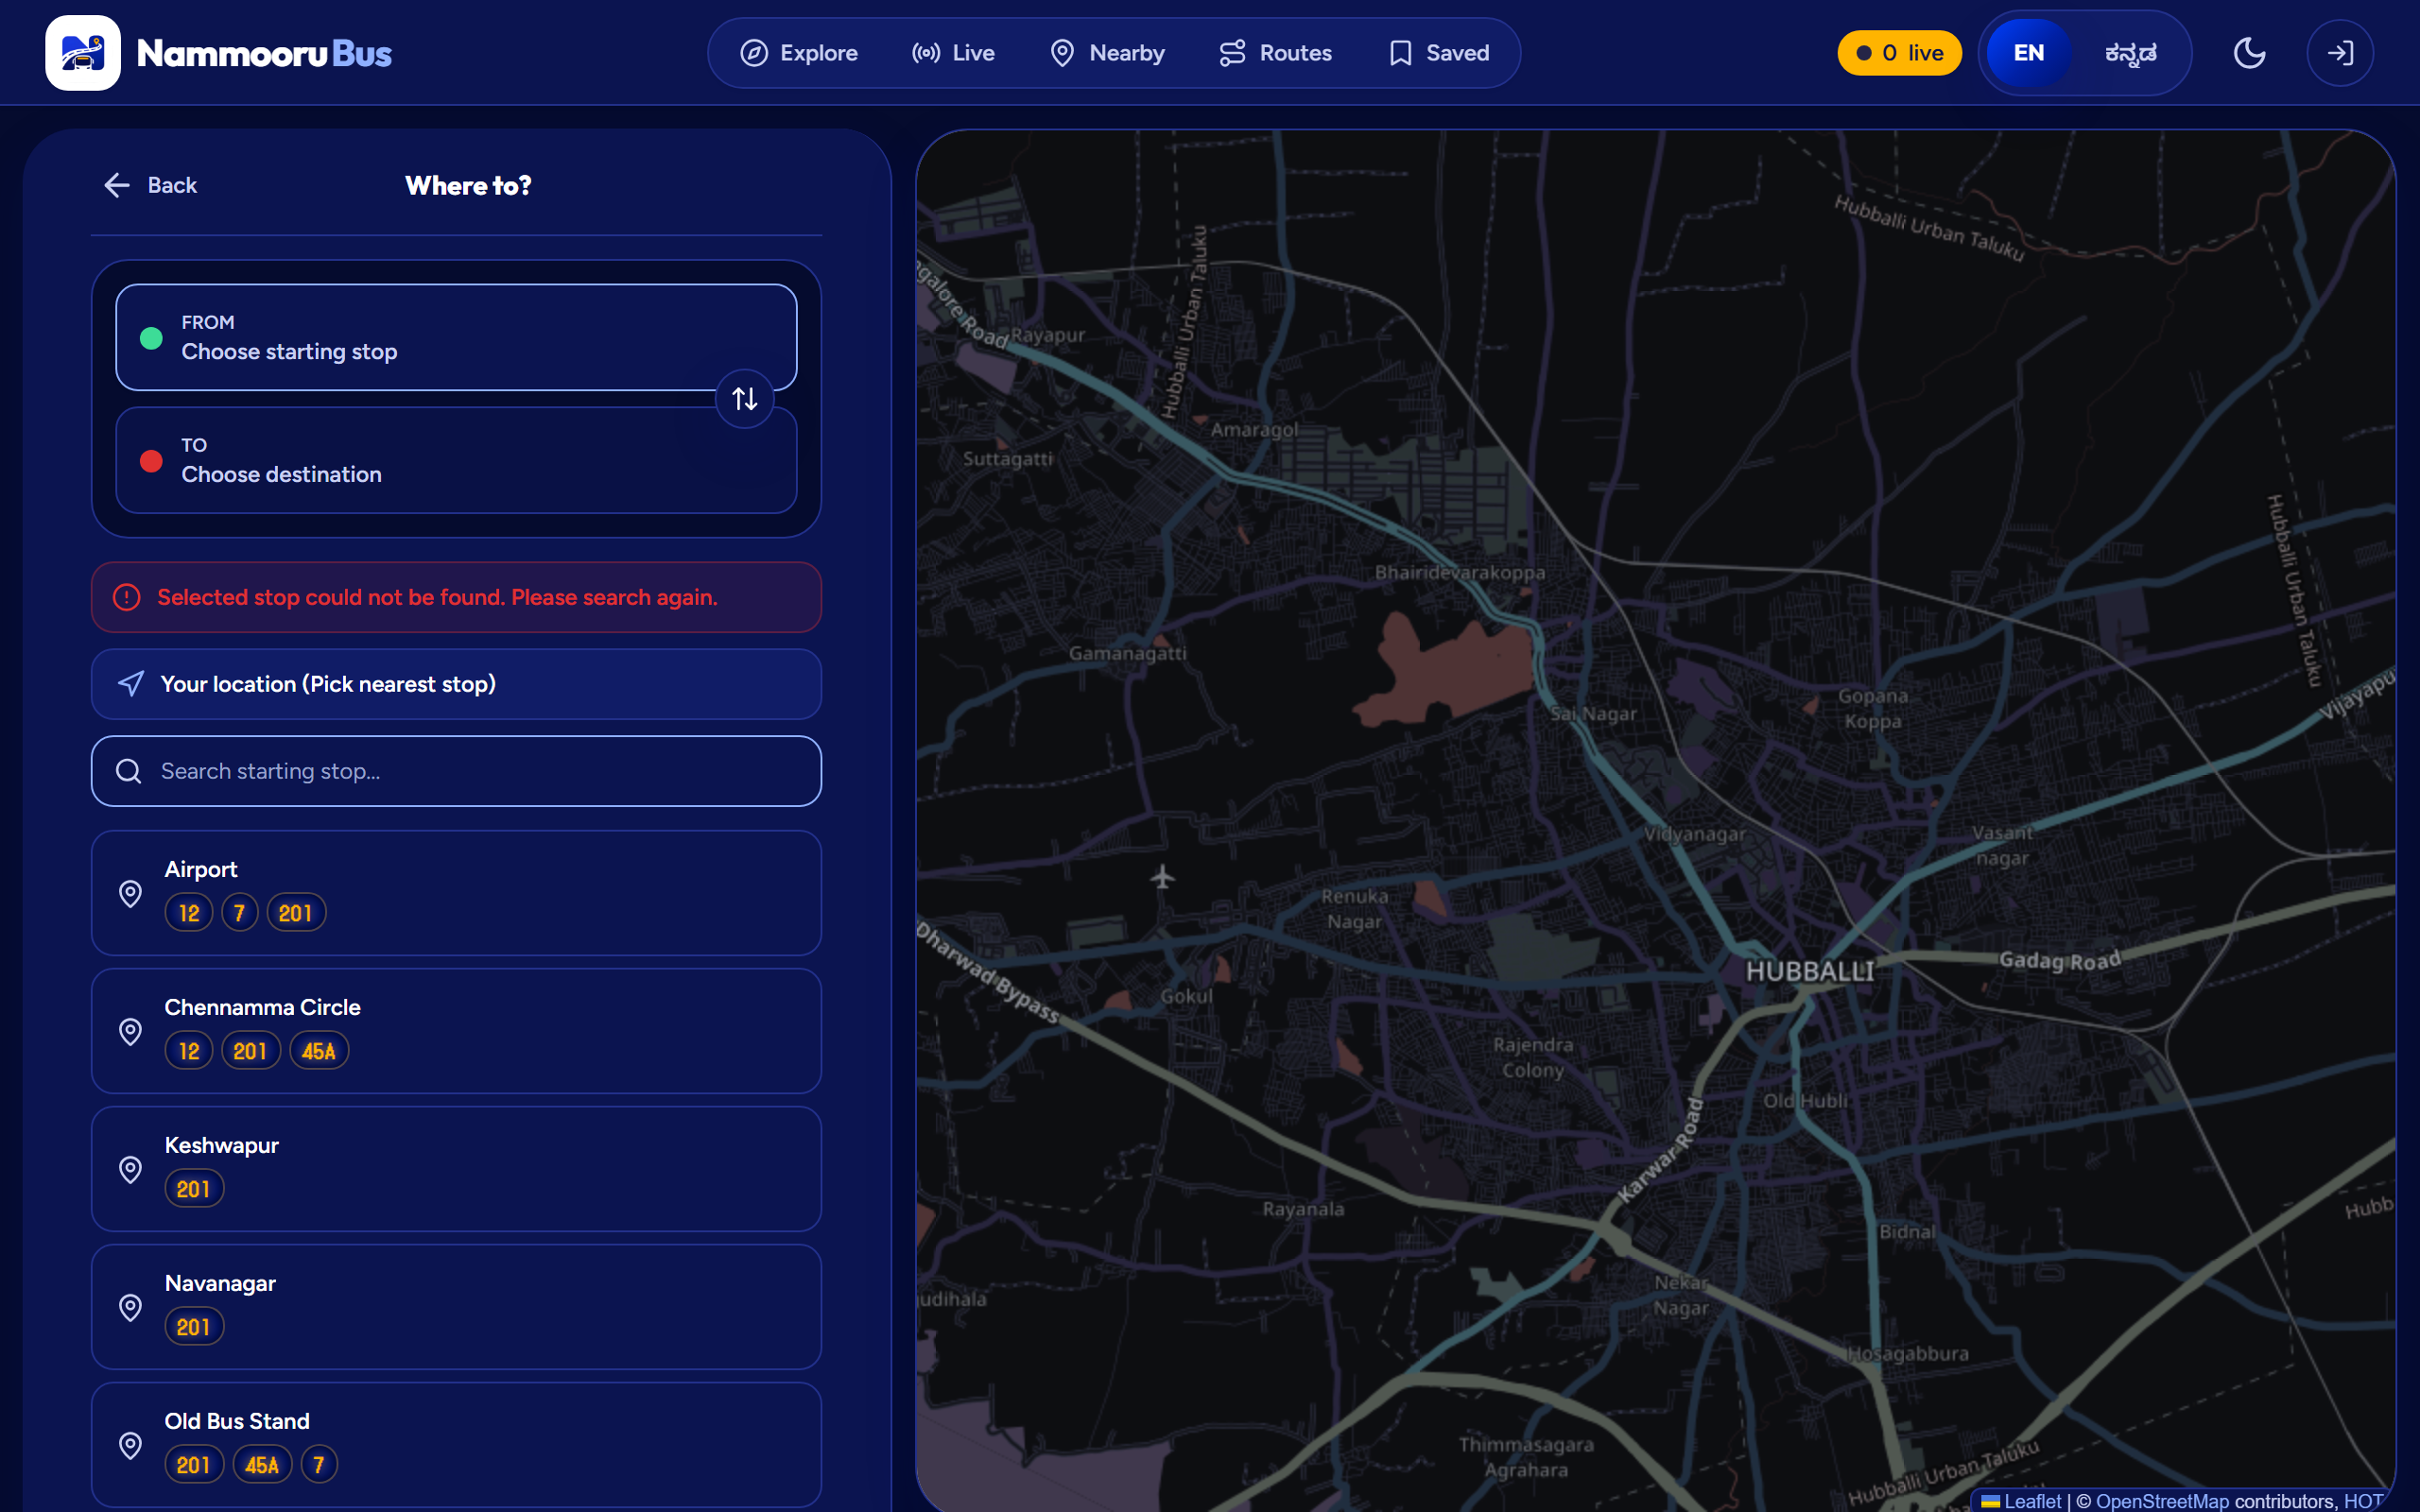 Nammooru Bus
Explore
Live
Nearby
Routes
Saved
0 live
EN
ಕನ್ನಡ
Back
Where to?
FROM
Choose starting stop
TO
Choose destination
Selected stop could not be found. Please search again.
Your location (Pick nearest stop)
Search starting stop...
Airport
12 7 201
Chennamma Circle
12 201 45A
Keshwapur
201
Navanagar
201
Old Bus Stand
201 45A 7
Hubballi Urban Taluku
Hubballi Urban Taluku
Road
Rayapur
Amaragol
Suttagatti
Hubballi Urban Taluku
Bhairidevarakoppa
Gamanagatti
Gopana
Koppa
Sai Nagar
Vidyanagar
Vasant
nagar
Renuka
Nagar
Dharwad Bypass
HUBBALLI
Gadag Road
Gokul
Rajendra
Colony
Old Hubli
Karwar Road
Rayanala
Bidnal
Nekar
Nagar
Hosagabbura
Thimmasagara
Agrahara
Hubballi Urban Taluku
Leaflet | © OpenStreetMap contributors, HOT